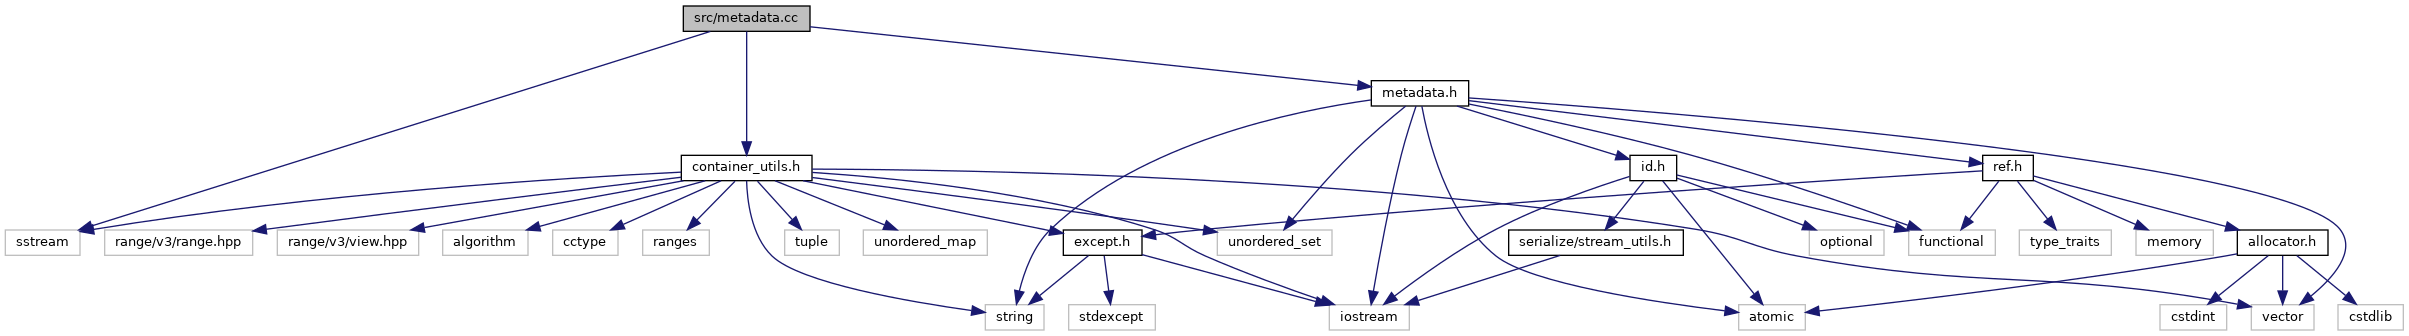 src/metadata.cc
metadata.h
container_utils.h
id.h
ref.h
sstream
range/v3/range.hpp
range/v3/view.hpp
algorithm
cctype
ranges
tuple
unordered_map
except.h
unordered_set
serialize/stream_utils.h
optional
functional
type_traits
memory
allocator.h
string
stdexcept
iostream
atomic
cstdint
vector
cstdlib